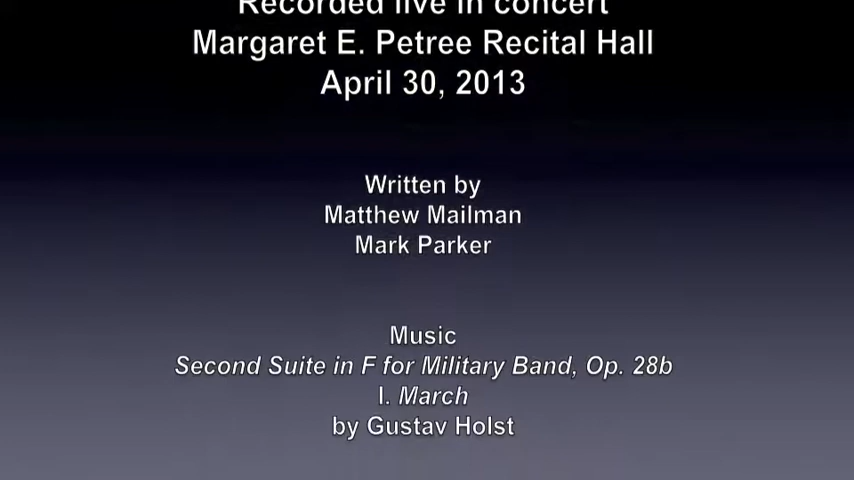 Recorded live in concert
Margaret E. Petree Recital Hall
April 30, 2013
Written by
Matthew Mailman
Mark Parker
Music
Second Suite in F for Military Band, Op. 28b
I. March
by Gustav Holst